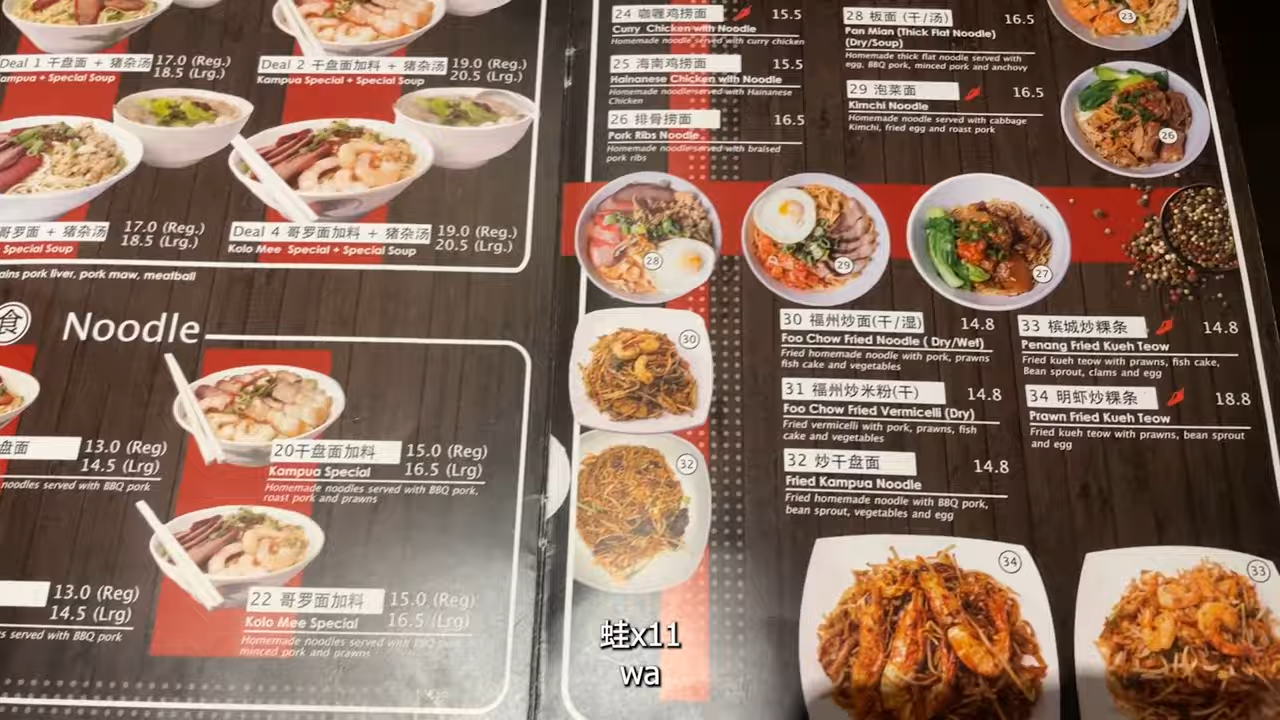 Deal 1 干盘面 + 猪杂汤 17.0 (Reg.)
Kampua + Special Soup 18.5 (Lrg.)
Deal 2 干盘面加料 + 猪杂汤 19.0 (Reg.)
Kampua Special + Special Soup 20.5 (Lrg.)
哥罗面 + 猪杂汤 17.0 (Reg.)
Special Soup 18.5 (Lrg.)
Deal 4 哥罗面加料 + 猪杂汤 19.0 (Reg.)
Kolo Mee Special + Special Soup 20.5 (Lrg.)
ains pork liver, pork maw, meatball
食 Noodle
盘面 13.0 (Reg)
14.5 (Lrg)
noodles served with BBQ pork,
20干盘面加料 15.0 (Reg)
Kampua Special 16.5 (Lrg)
Homemade noodles served with BBQ pork,
roast pork and prawns
13.0 (Reg)
14.5 (Lrg)
s served with BBQ pork
22 哥罗面加料 15.0 (Reg)
Kolo Mee Special 16.5 (Lrg)
Homemade noodles served with BBQ pork
minced pork and prawns
24 咖喱鸡捞面 15.5
Curry Chicken with Noodle
Homemade noodle served with curry chicken
25 海南鸡捞面 15.5
Hainanese Chicken with Noodle
Homemade noodle served with Hainanese
Chicken
26 排骨捞面 16.5
Pork Ribs Noodle
Homemade noodle served with braised
pork ribs
28 板面 (干/汤) 16.5
Pan Mian (Thick Flat Noodle)
(Dry/Soup)
Homemade thick flat noodle served with
egg, BBQ pork, minced pork and anchovy
29 泡菜面 16.5
Kimchi Noodle
Homemade noodle served with cabbage
Kimchi, fried egg and roast pork
23
26
28
29
27
30
32
30 福州炒面(干/湿) 14.8
Foo Chow Fried Noodle ( Dry/Wet)
Fried homemade noodle with pork, prawns
fish cake and vegetables
31 福州炒米粉(干) 14.8
Foo Chow Fried Vermicelli (Dry)
Fried vermicelli with pork, prawns, fish
cake and vegetables
32 炒干盘面 14.8
Fried Kampua Noodle
Fried homemade noodle with BBQ pork,
bean sprout, vegetables and egg
33 槟城炒粿条 14.8
Penang Fried Kueh Teow
Fried kueh teow with prawns, fish cake,
Bean sprout, clams and egg
34 明虾炒粿条 18.8
Prawn Fried Kueh Teow
Fried kueh teow with prawns, bean sprout
and egg
34
33
蛙x11
wa